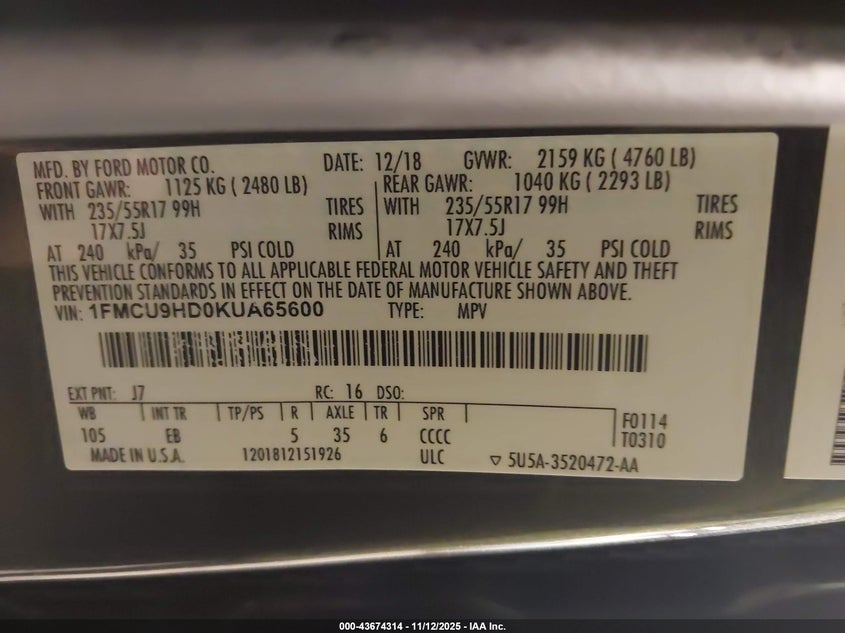 MFD. BY FORD MOTOR CO. DATE: 12/18 GVWR: 2159 KG ( 4760 LB)
FRONT GAWR: 1125 KG ( 2480 LB) REAR GAWR: 1040 KG ( 2293 LB)
WITH 235/55R17 99H TIRES WITH 235/55R17 99H TIRES
17X7.5J RIMS 17X7.5J RIMS
AT 240 kPa/ 35 PSI COLD AT 240 kPa/ 35 PSI COLD
THIS VEHICLE CONFORMS TO ALL APPLICABLE FEDERAL MOTOR VEHICLE SAFETY AND THEFT
PREVENTION STANDARDS IN EFFECT ON THE DATE OF MANUFACTURE SHOWN ABOVE.
VIN: 1FMCU9HD0KUA65600 TYPE: MPV
EXT PNT: J7 RC: 16 DSO:
WB INT TR TP/PS R AXLE TR SPR F0114
105 EB 5 35 6 CCCC T0310
MADE IN U.S.A. 1201812151926 ULC ▽ 5U5A-3520472-AA
000-43674314 - 11/12/2025 - IAA Inc.